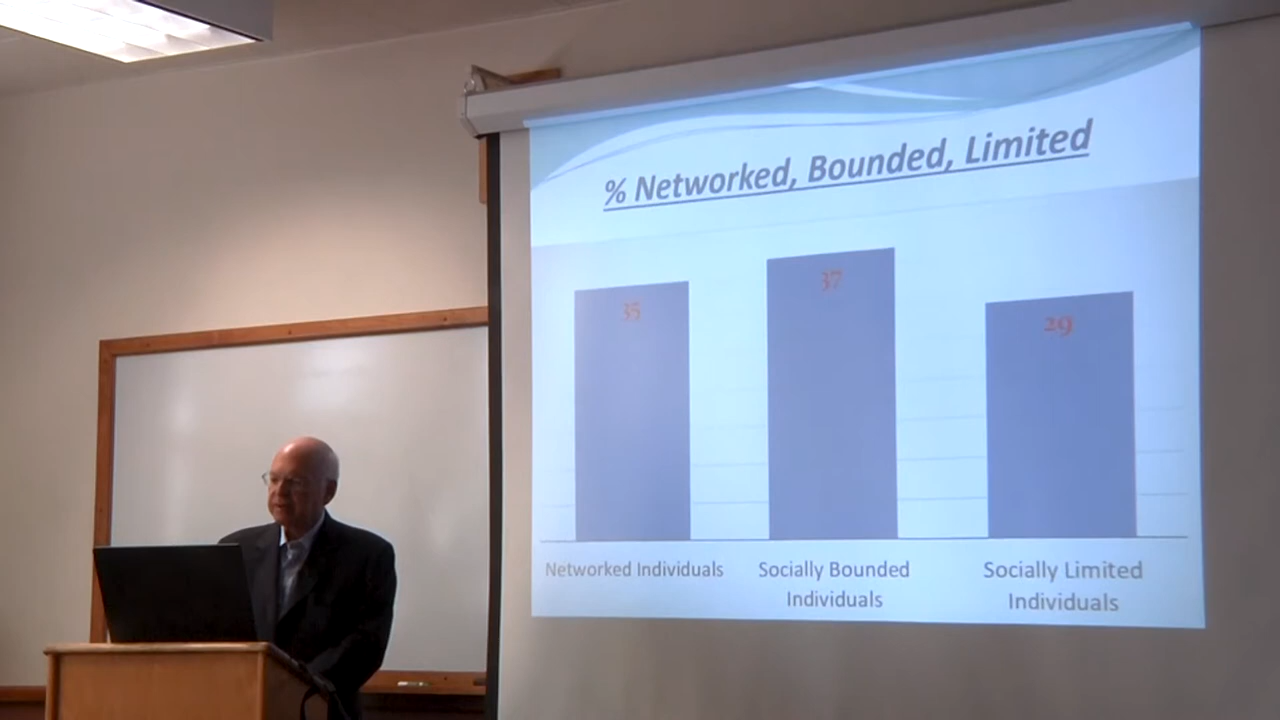 % Networked, Bounded, Limited
35
37
29
Networked Individuals
Socially Bounded
Individuals
Socially Limited
Individuals